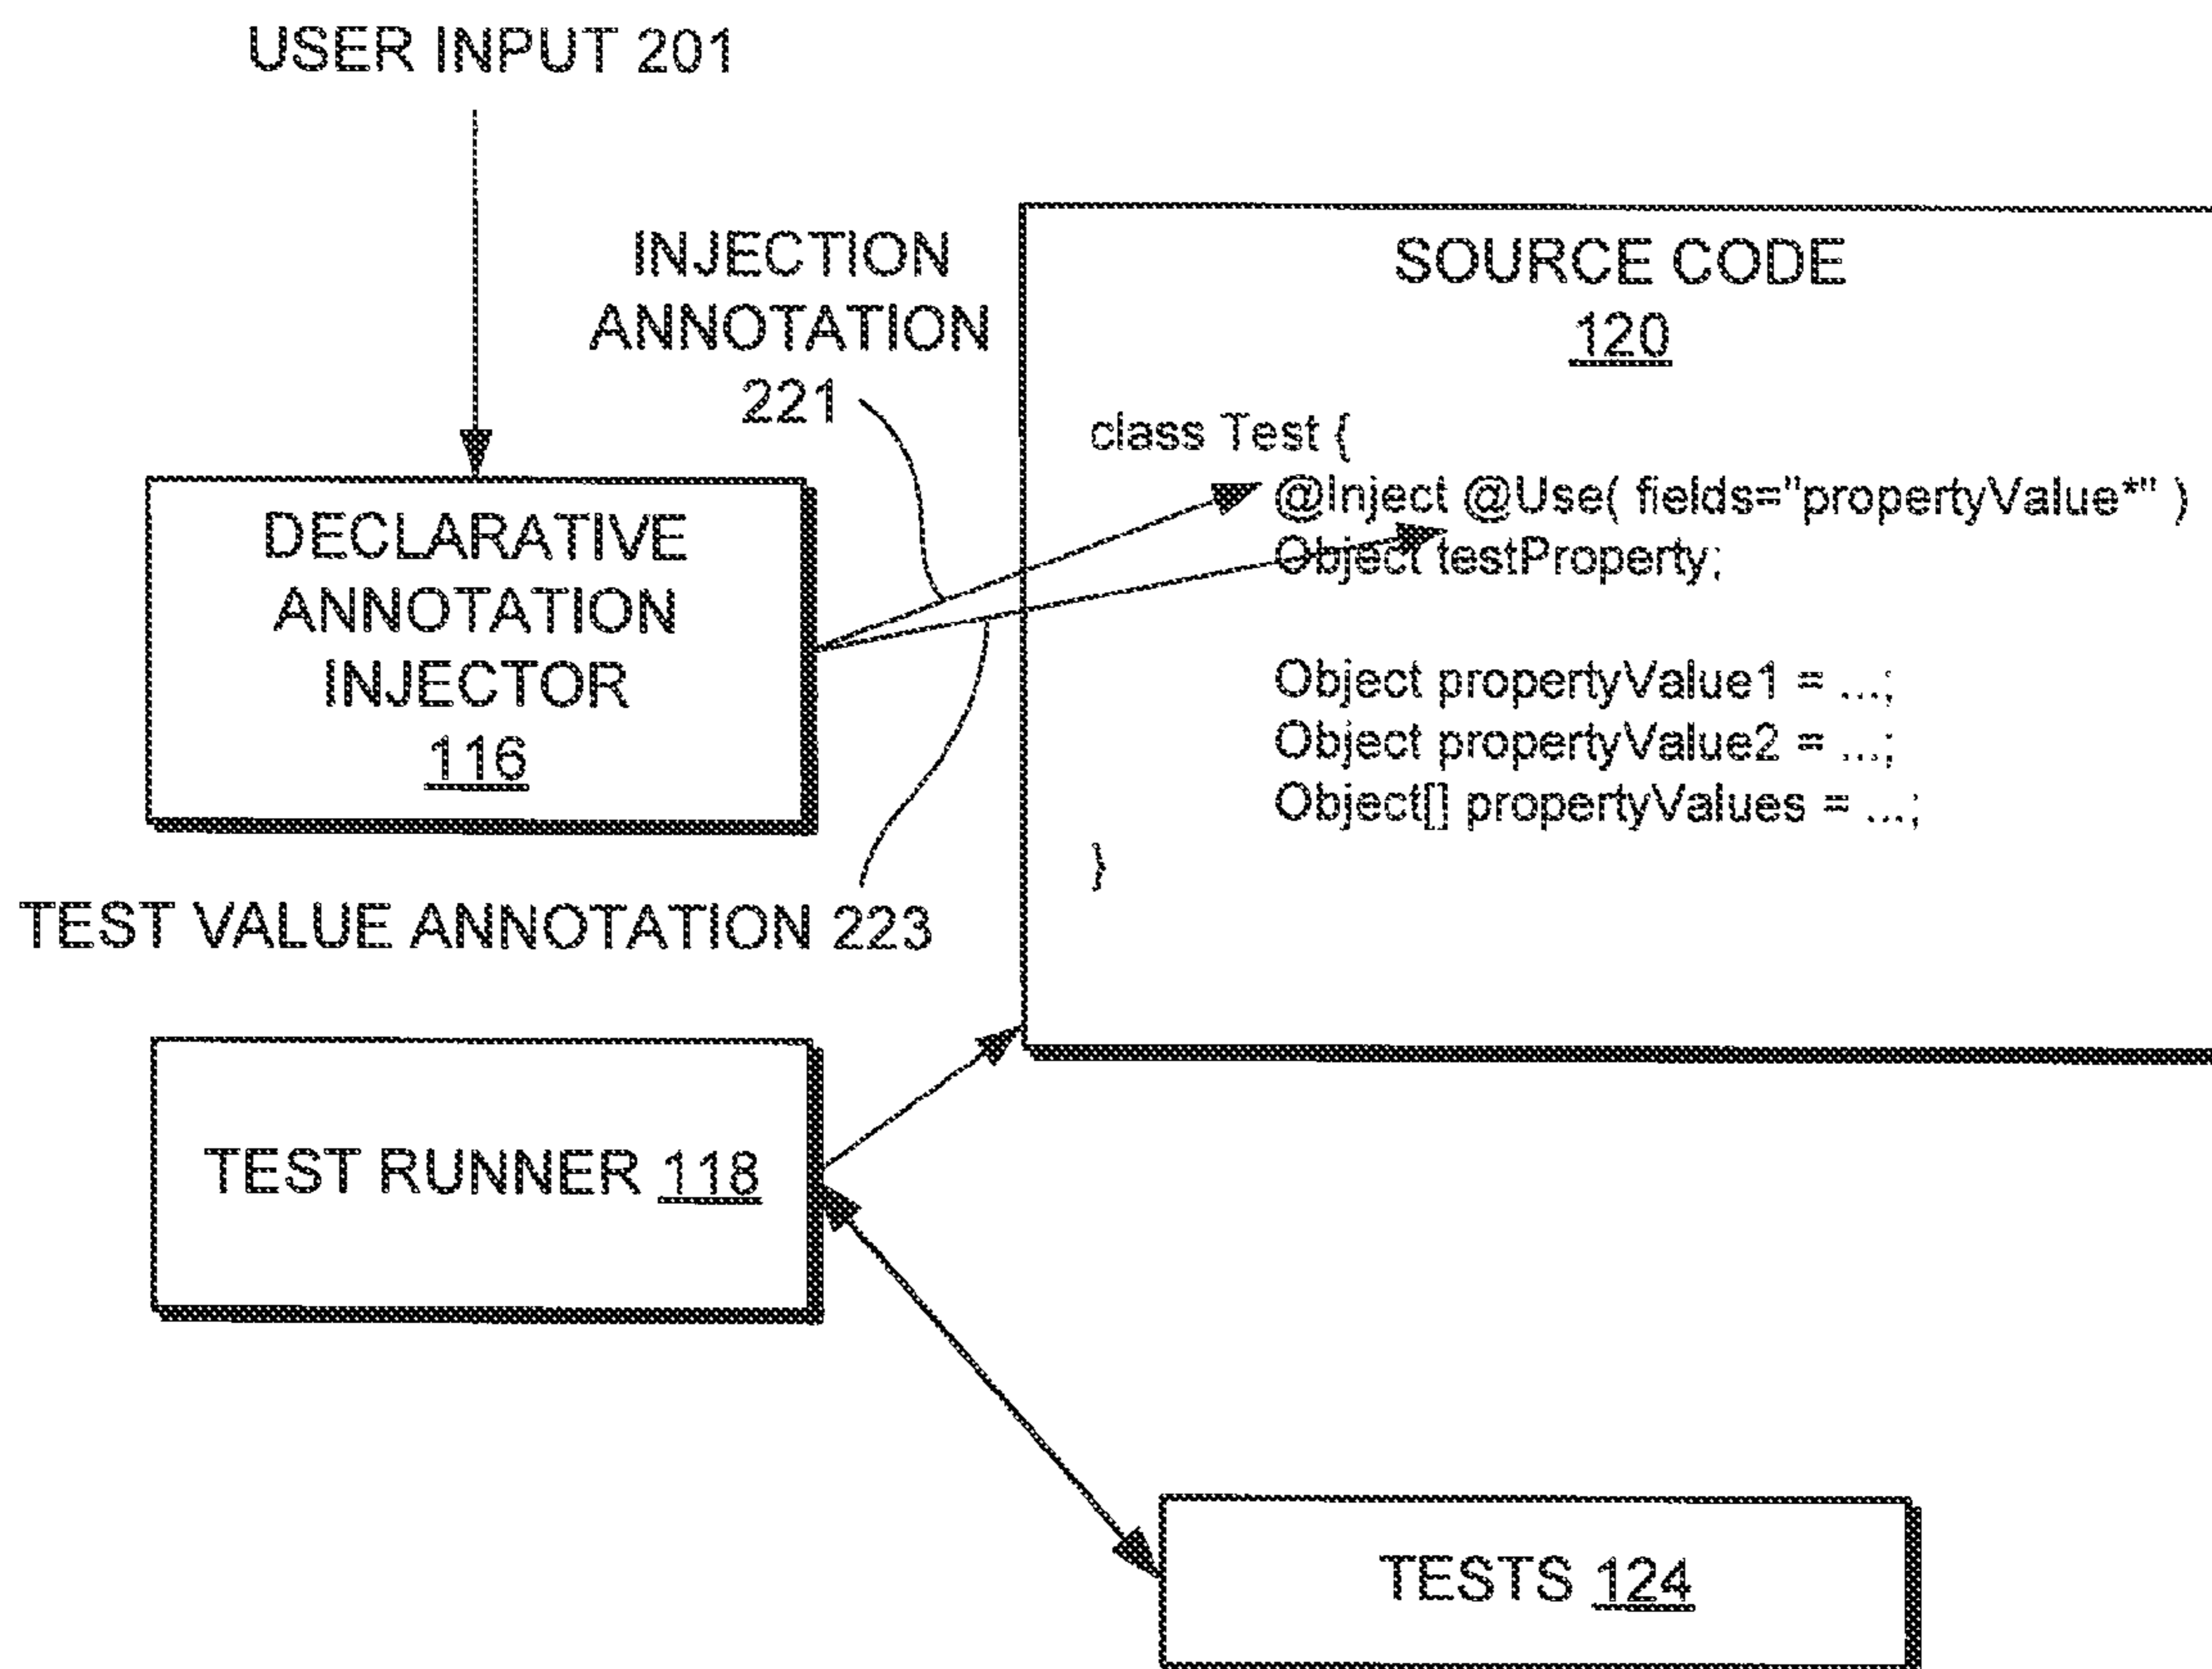 USER INPUT 201
INJECTION
ANNOTATION
221
DECLARATIVE
ANNOTATION
INJECTOR
116
TEST VALUE ANNOTATION 223
SOURCE CODE
120
class Test {
@Inject @Use( fields="propertyValue*" )
Object testProperty;
Object propertyValue1 = ...;
Object propertyValue2 = ...;
Object[] propertyValues = ...;
}
TEST RUNNER 118
TESTS 124